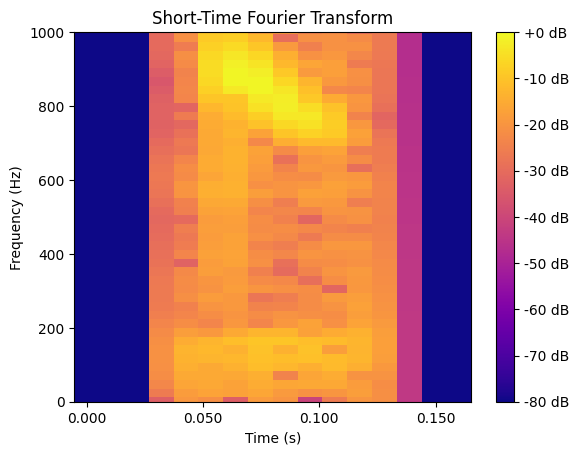 Short-Time Fourier Transform
1000
800
600
400
200
0
Frequency (Hz)
0.000
0.050
0.100
0.150
Time (s)
+0 dB
-10 dB
-20 dB
-30 dB
-40 dB
-50 dB
-60 dB
-70 dB
-80 dB